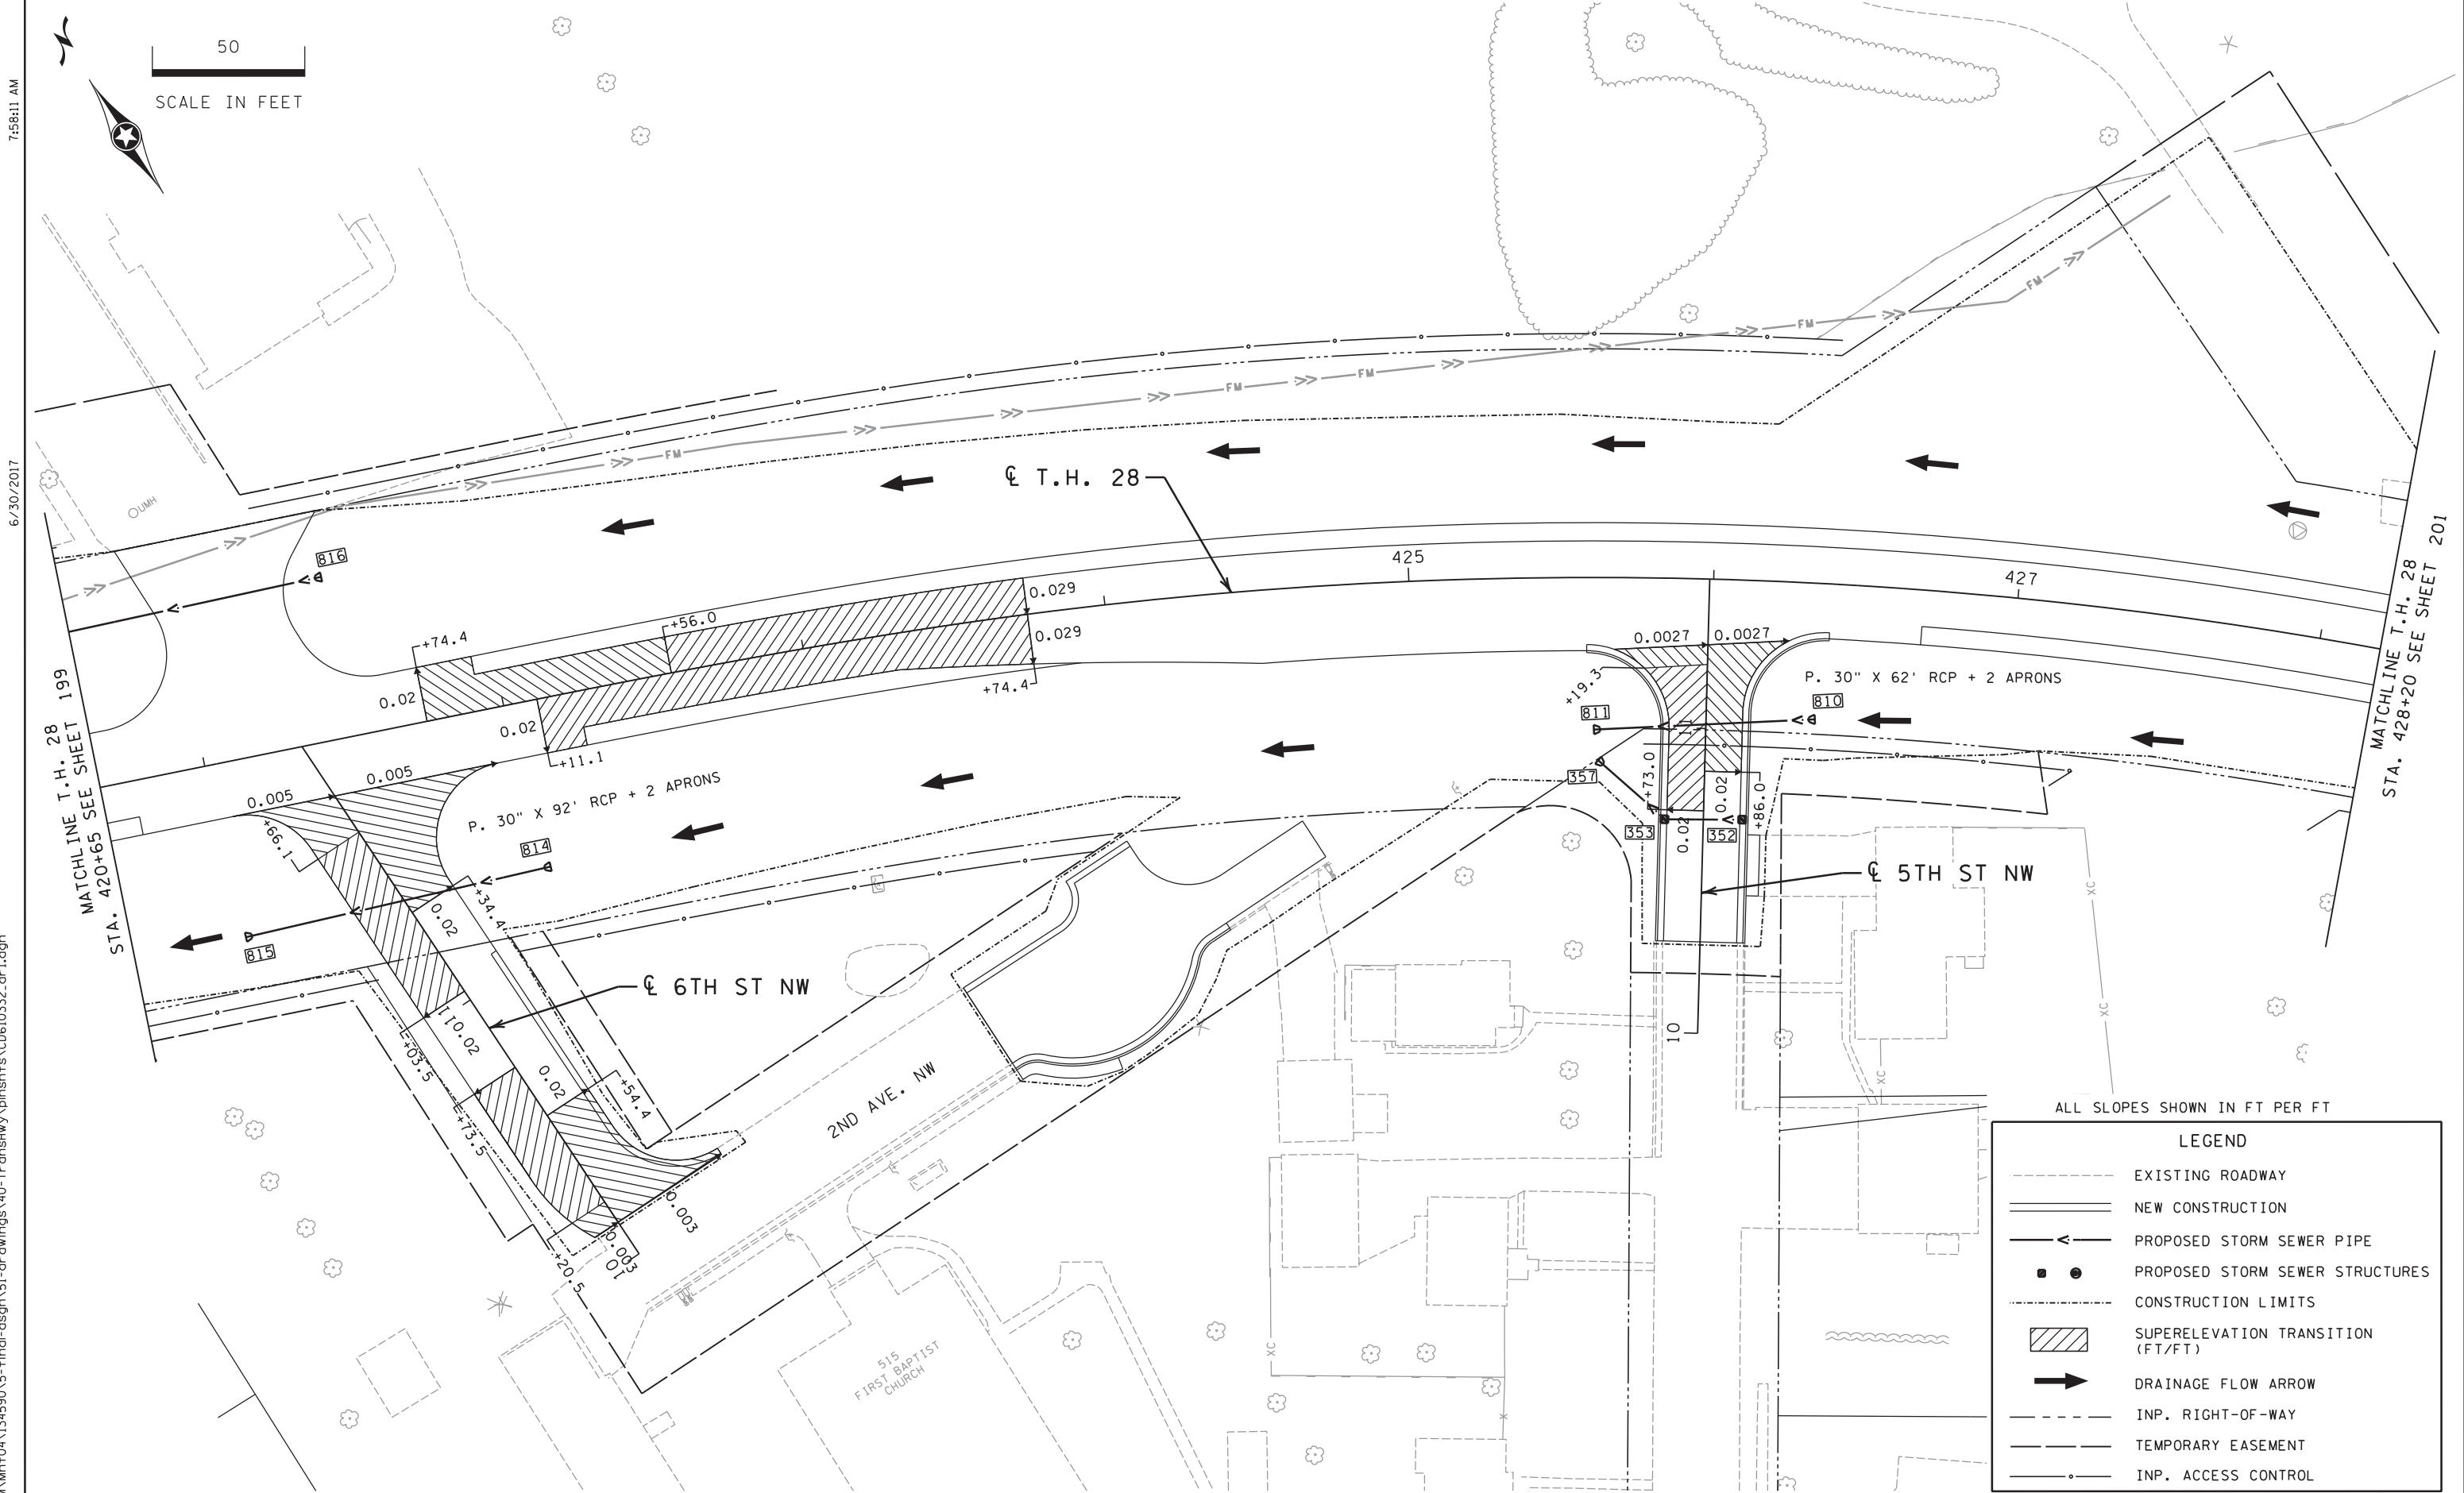 7:58:11 AM
6/30/2017
50
SCALE IN FEET
UMH
816
FM
FM
FM
FM
FM
℄ T.H. 28
425
427
MATCHLINE T.H. 28
STA. 420+65 SEE SHEET 199
MATCHLINE T.H. 28
STA. 428+20 SEE SHEET 201
+74.4
+56.0
0.029
0.029
0.02
0.02
+74.4
+11.1
0.005
0.005
+66.1
P. 30" X 92' RCP + 2 APRONS
814
815
+34.4
0.02
℄ 6TH ST NW
11
0.02
+03.5
0.02
+54.4
+73.5
0.003
0.003
10
+20.5
2ND AVE. NW
515
FIRST BAPTIST
CHURCH
0.0027
0.0027
+19.3
P. 30" X 62' RCP + 2 APRONS
810
811
11
357
+73.0
0.02
+86.0
353
0.02
352
℄ 5TH ST NW
10
XC
XC
XC
XC
X
ALL SLOPES SHOWN IN FT PER FT
LEGEND
EXISTING ROADWAY
NEW CONSTRUCTION
PROPOSED STORM SEWER PIPE
PROPOSED STORM SEWER STRUCTURES
CONSTRUCTION LIMITS
SUPERELEVATION TRANSITION
(FT/FT)
DRAINAGE FLOW ARROW
INP. RIGHT-OF-WAY
TEMPORARY EASEMENT
INP. ACCESS CONTROL